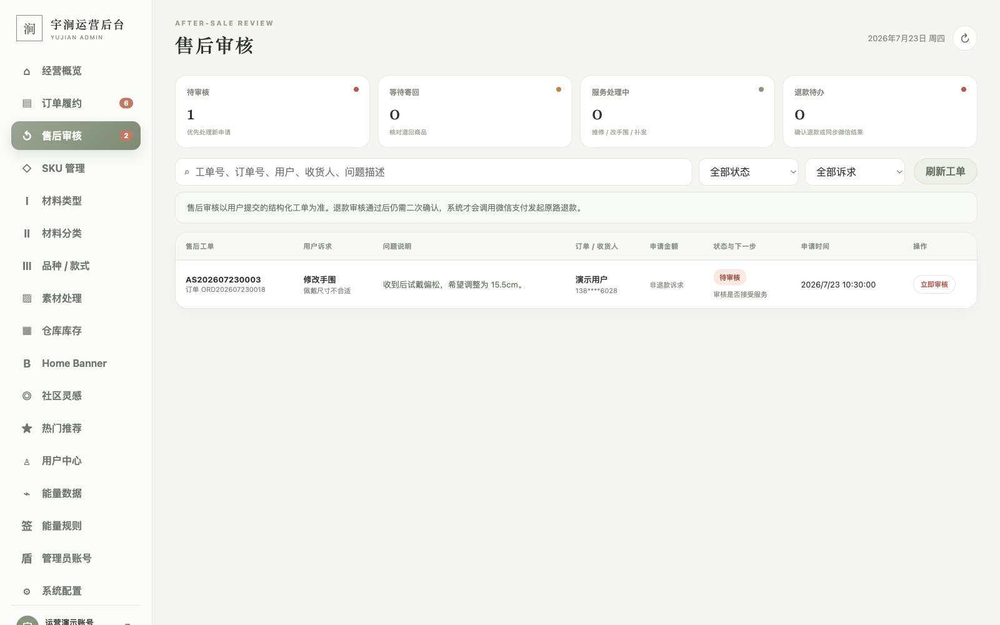 涧
宇涧运营后台
YUJIAN ADMIN
经营概览
订单履约 6
售后审核 2
SKU 管理
I 材料类型
II 材料分类
III 品种 / 款式
素材处理
仓库库存
B Home Banner
社区灵感
热门推荐
用户中心
能量数据
签 能量规则
盾 管理员账号
系统配置
运营演示账号
AFTER-SALE REVIEW
售后审核
2026年7月23日 周四
待审核
1
优先处理新申请
等待寄回
0
核对退回商品
服务处理中
0
维修 / 改手围 / 补发
退款待办
0
确认退款或同步微信结果
工单号、订单号、用户、收货人、问题描述
全部状态
全部诉求
刷新工单
售后审核以用户提交的结构化工单为准。退款审核通过后仍需二次确认，系统才会调用微信支付发起原路退款。
售后工单 用户诉求 问题说明 订单 / 收货人 申请金额 状态与下一步 申请时间 操作
AS202607230003
订单 ORD202607230018
修改手围
佩戴尺寸不合适
收到后试戴偏松，希望调整为 15.5cm。
演示用户
138****6028
非退款诉求
待审核
审核是否接受服务
2026/7/23 10:30:00
立即审核